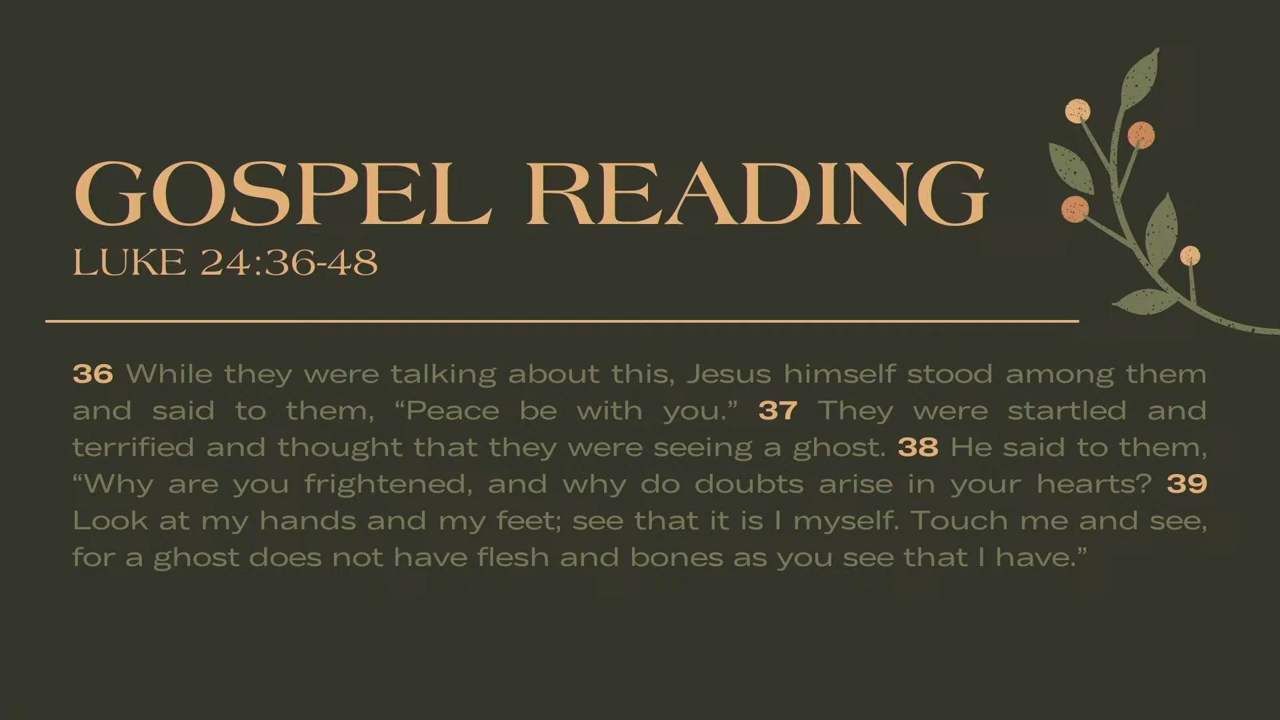 GOSPEL READING
LUKE 24:36-48
36 While they were talking about this, Jesus himself stood among them
and said to them, “Peace be with you.” 37 They were startled and
terrified and thought that they were seeing a ghost. 38 He said to them,
“Why are you frightened, and why do doubts arise in your hearts? 39
Look at my hands and my feet; see that it is I myself. Touch me and see,
for a ghost does not have flesh and bones as you see that I have.”